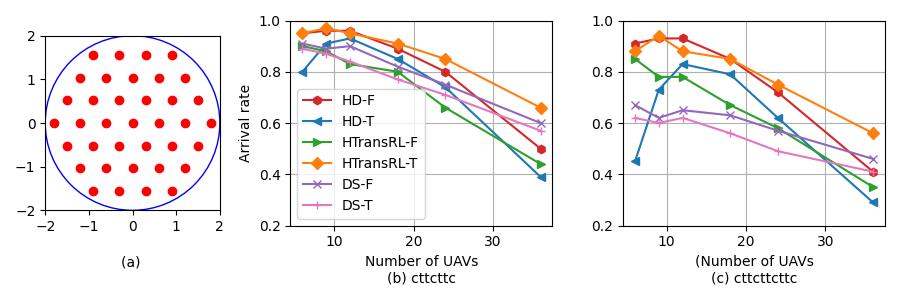 2
1
0
−1
−2
−2 −1 0 1 2
(a)
Arrival rate
1.0
0.8
0.6
0.4
0.2
HD-F
HD-T
HTransRL-F
HTransRL-T
DS-F
DS-T
10 20 30
Number of UAVs
(b) cttcttc
1.0
0.8
0.6
0.4
0.2
10 20 30
(Number of UAVs
(c) cttcttcttc